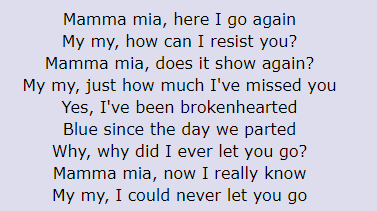 Mamma mia, here I go again
My my, how can I resist you?
Mamma mia, does it show again?
My my, just how much I've missed you
Yes, I've been brokenhearted
Blue since the day we parted
Why, why did I ever let you go?
Mamma mia, now I really know
My my, I could never let you go